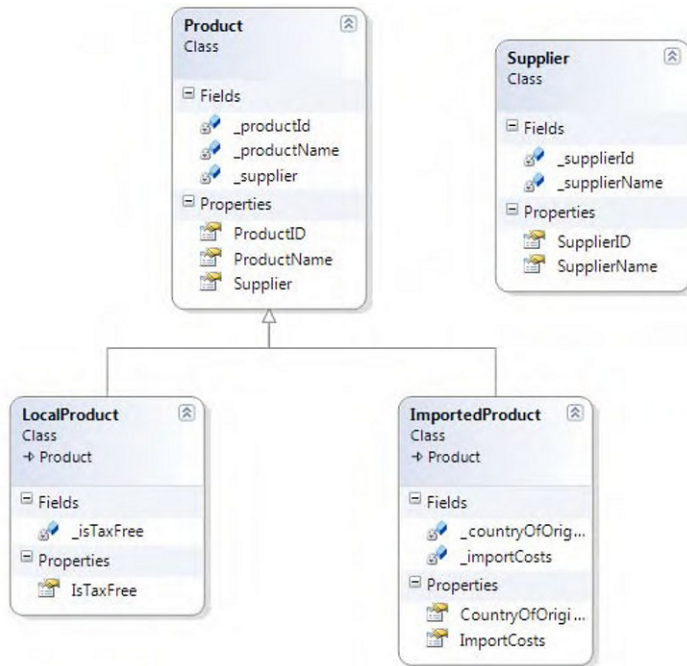 Product
Class
Fields
_productId
_productName
_supplier
Properties
ProductID
ProductName
Supplier
Supplier
Class
Fields
_supplierId
_supplierName
Properties
SupplierID
SupplierName
LocalProduct
Class
Product
Fields
_isTaxFree
Properties
IsTaxFree
ImportedProduct
Class
Product
Fields
_countryOfOrig...
_importCosts
Properties
CountryOfOrigi...
ImportCosts